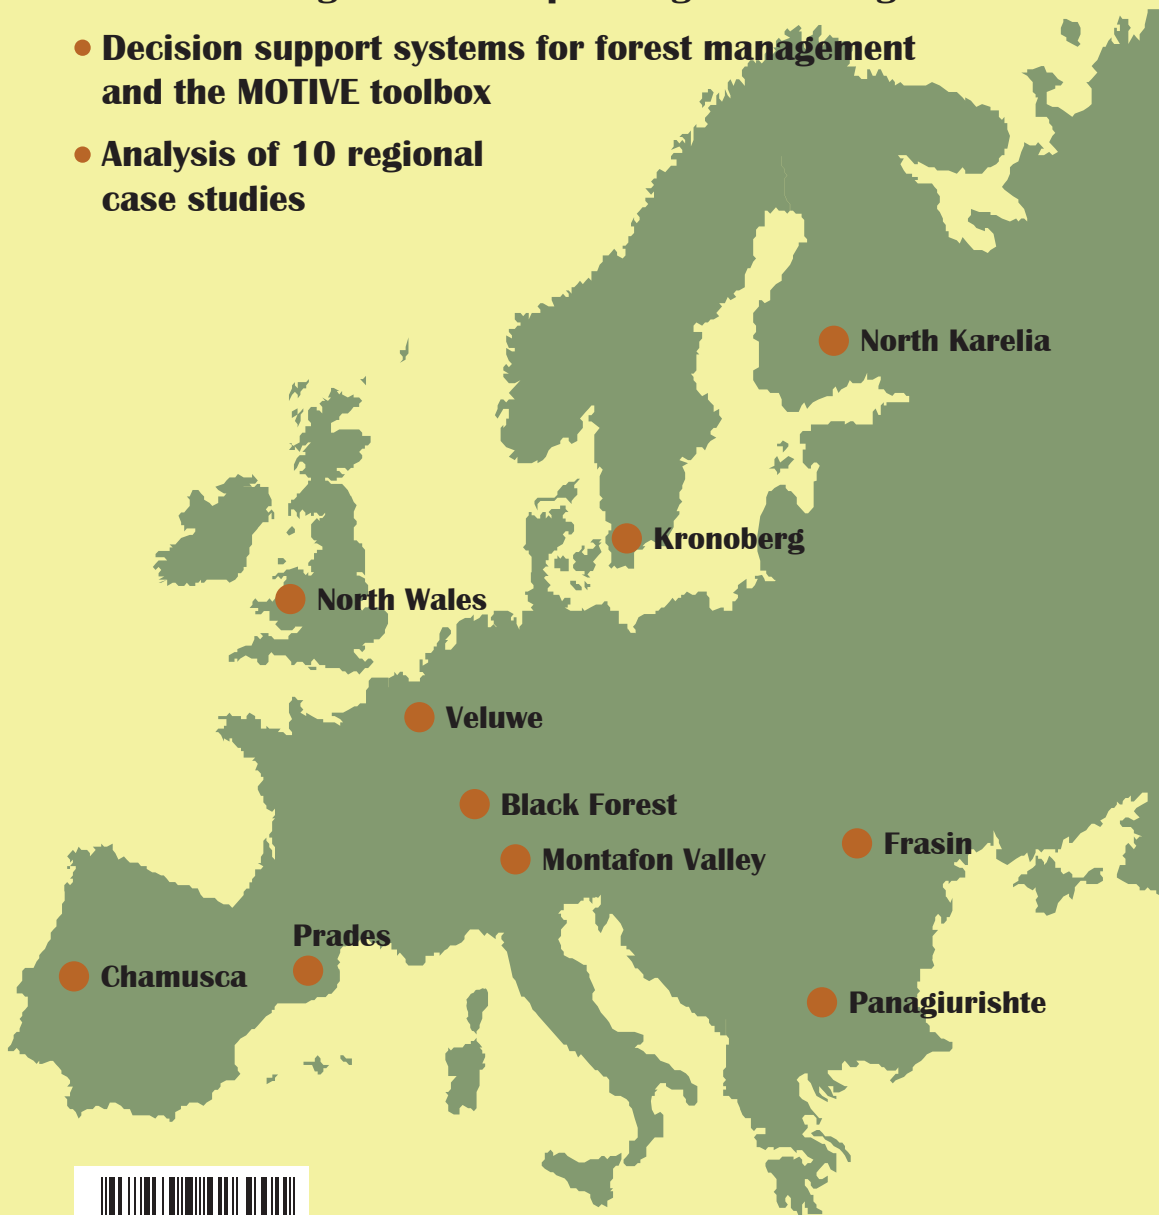 • Decision support systems for forest management
and the MOTIVE toolbox
• Analysis of 10 regional
case studies
North Karelia
Kronoberg
North Wales
Veluwe
Black Forest
Frasin
Montafon Valley
Prades
Chamusca
Panagiurishte